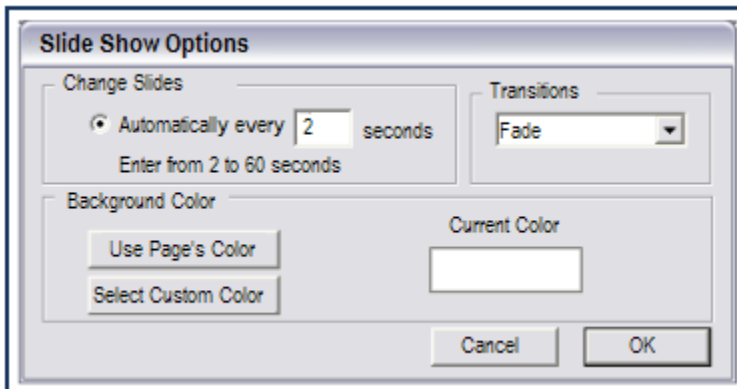 Slide Show Options
Change Slides
Automatically every 2 seconds
Enter from 2 to 60 seconds
Transitions
Fade
Background Color
Use Page's Color
Select Custom Color
Current Color
Cancel OK